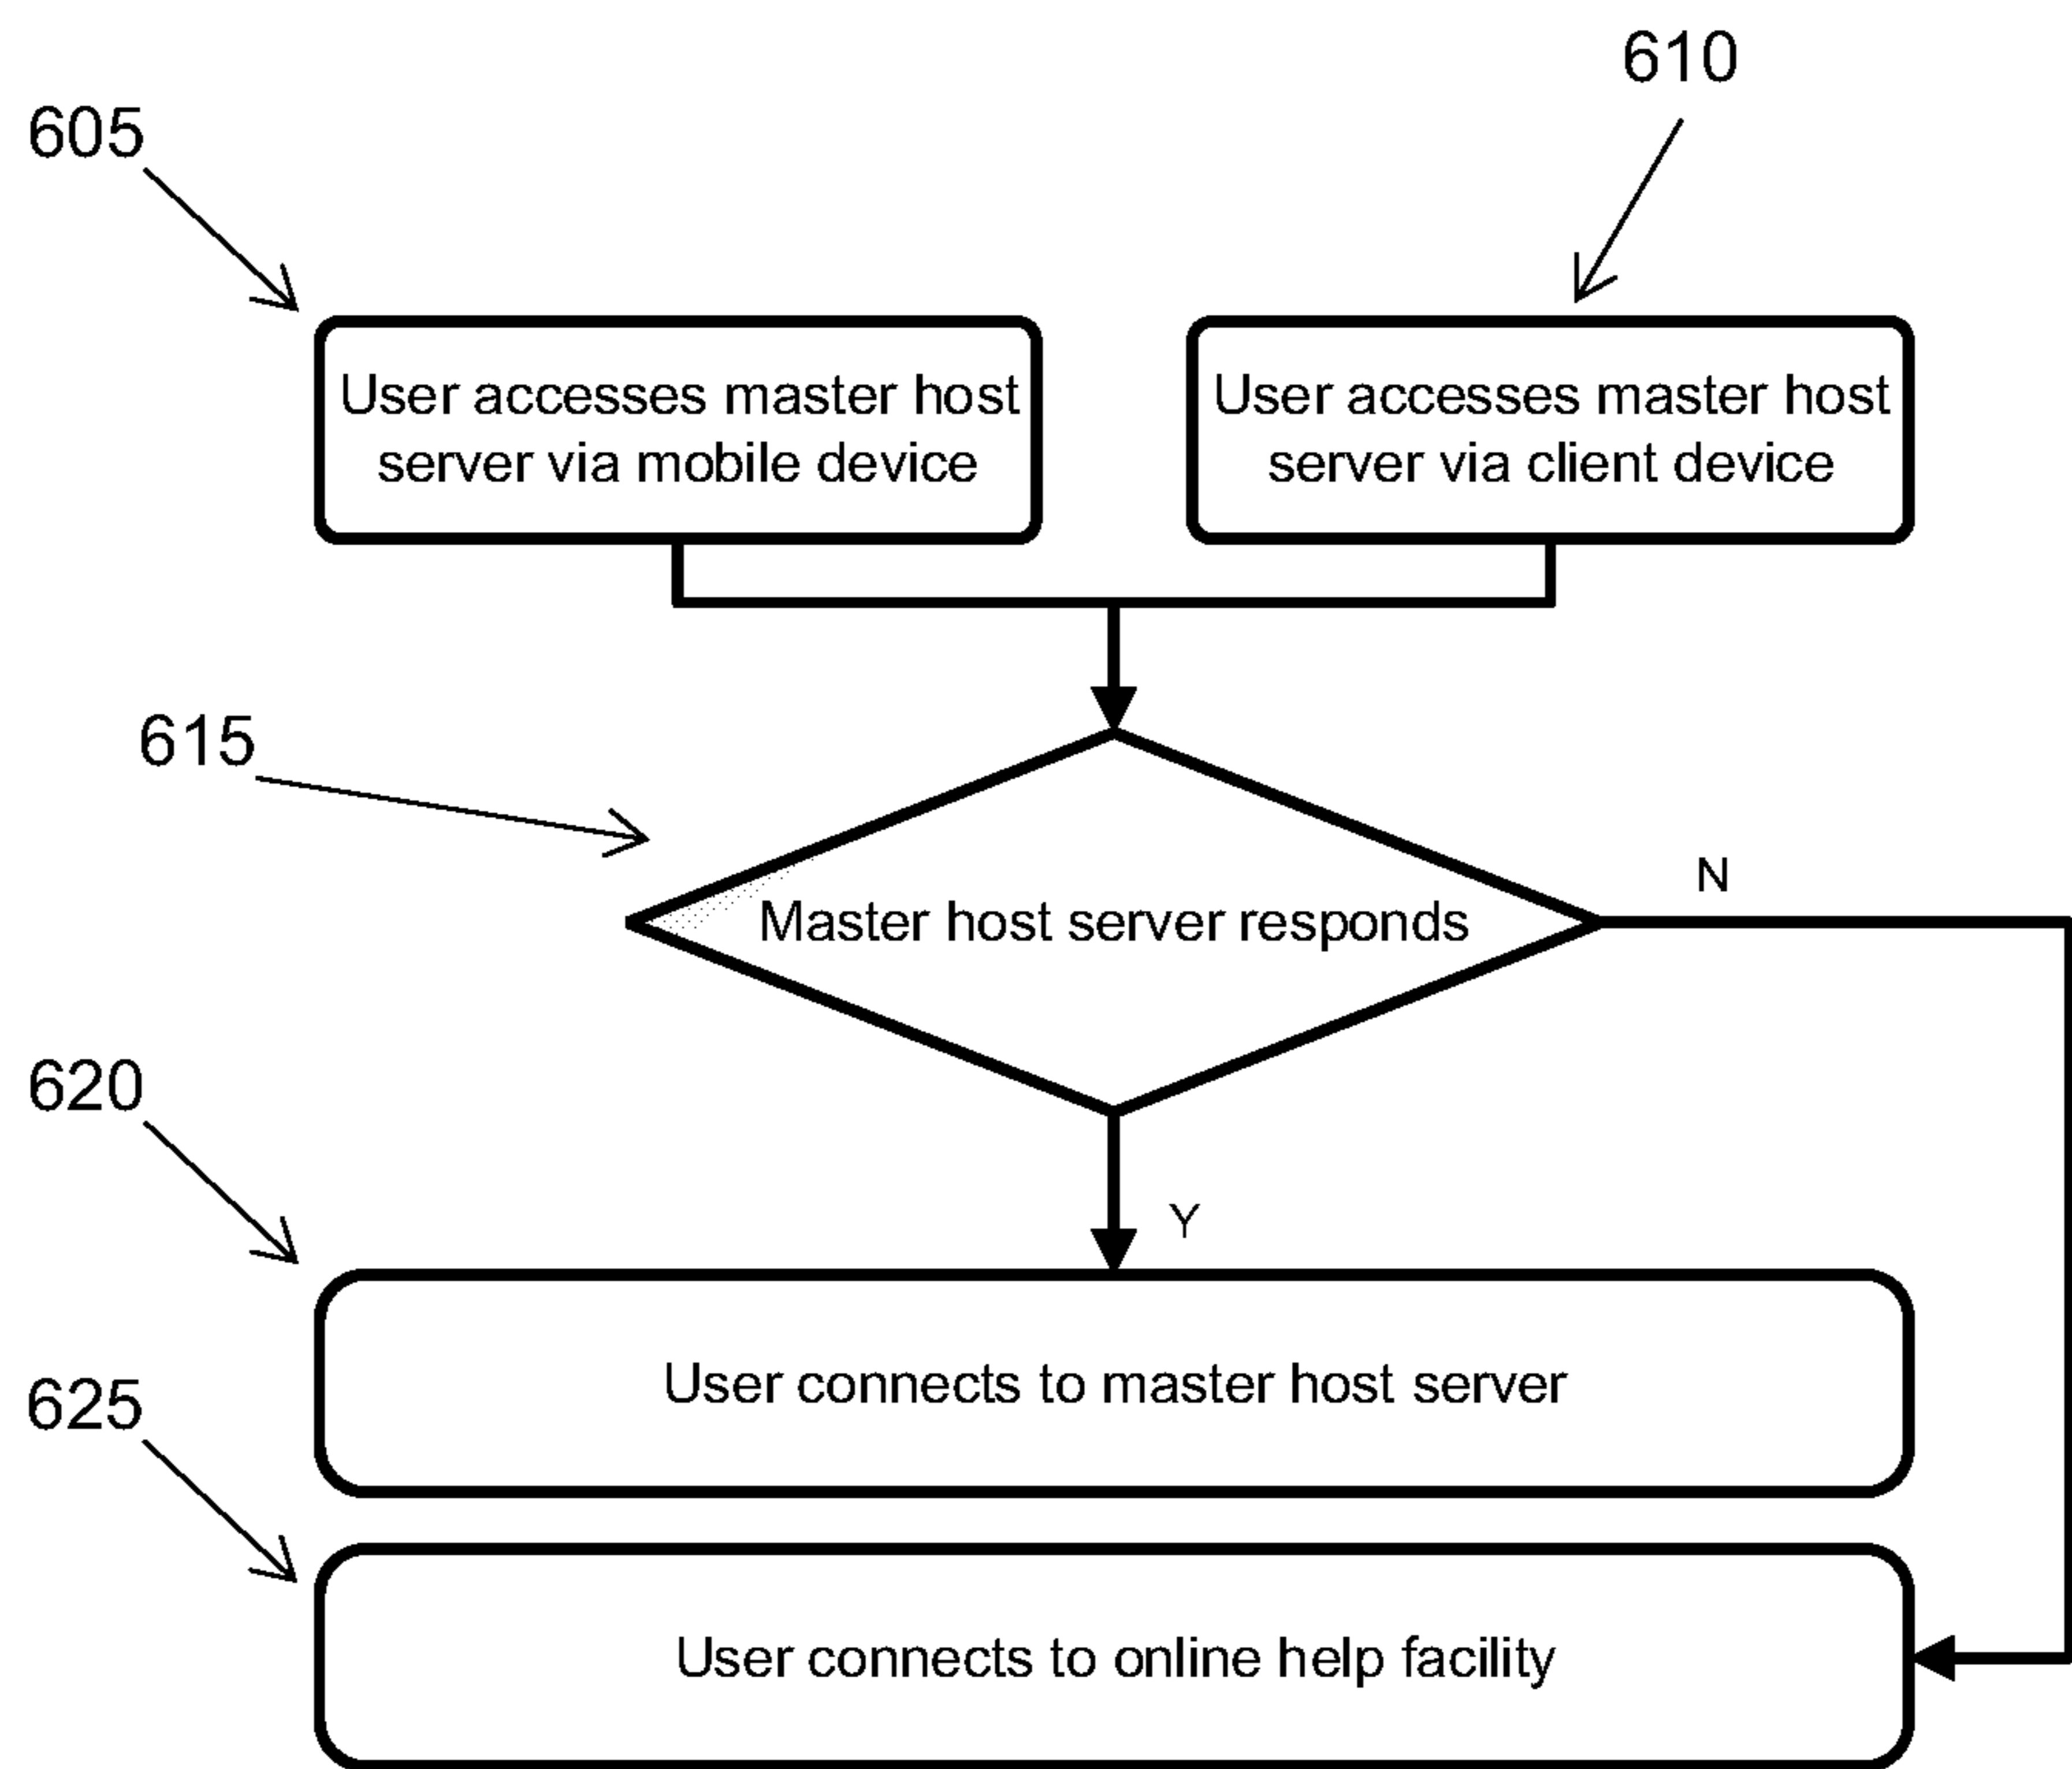 610
605
User accesses master host
server via mobile device
User accesses master host
server via client device
615
N
Master host server responds
620
Y
User connects to master host server
625
User connects to online help facility